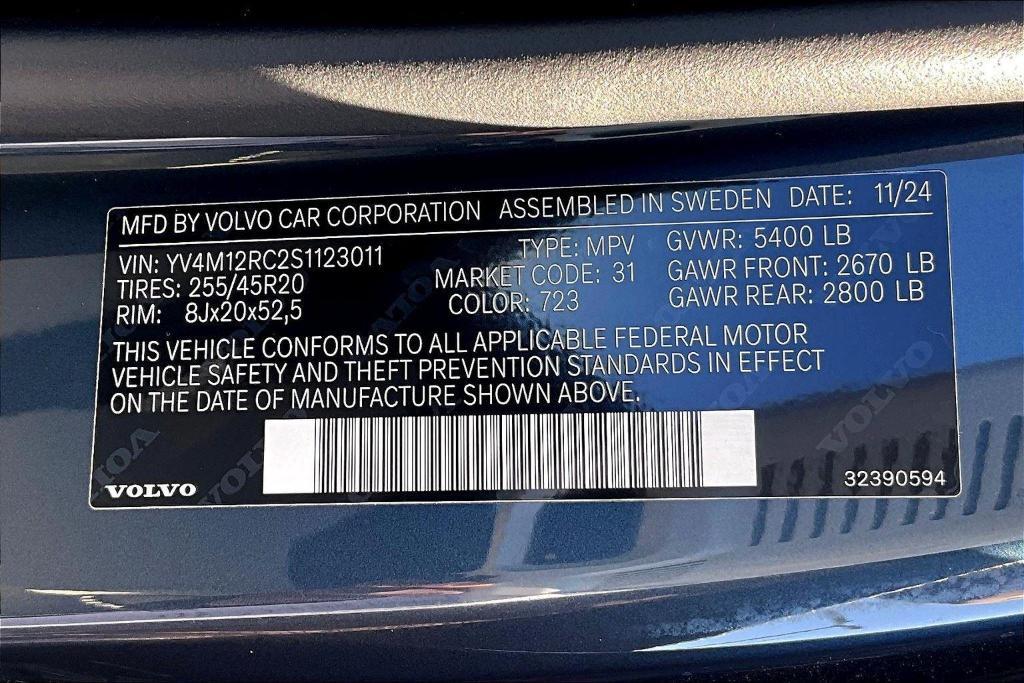 MFD BY VOLVO CAR CORPORATION ASSEMBLED IN SWEDEN DATE: 11/24
VIN: YV4M12RC2S1123011 TYPE: MPV GVWR: 5400 LB
TIRES: 255/45R20 MARKET CODE: 31 GAWR FRONT: 2670 LB
RIM: 8Jx20x52,5 COLOR: 723 GAWR REAR: 2800 LB
THIS VEHICLE CONFORMS TO ALL APPLICABLE FEDERAL MOTOR
VEHICLE SAFETY AND THEFT PREVENTION STANDARDS IN EFFECT
ON THE DATE OF MANUFACTURE SHOWN ABOVE.
VOLVO 32390594